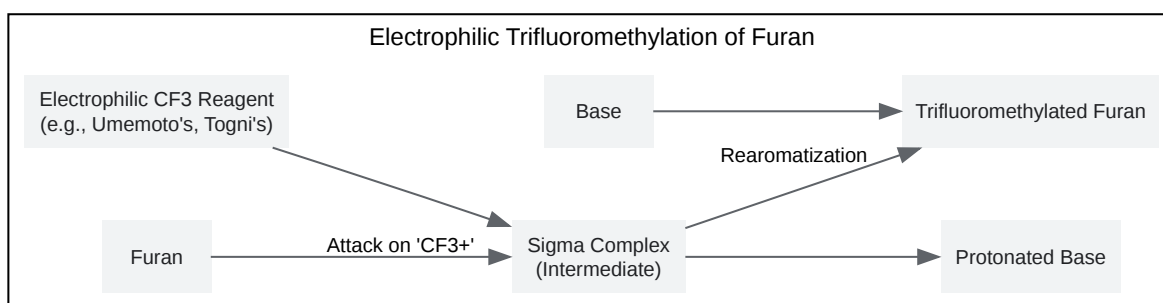 Electrophilic Trifluoromethylation of Furan
Electrophilic CF3 Reagent
(e.g., Umemoto's, Togni's)
Base
Trifluoromethylated Furan
Rearomatization
Furan
Attack on 'CF3+'
Sigma Complex
(Intermediate)
Protonated Base